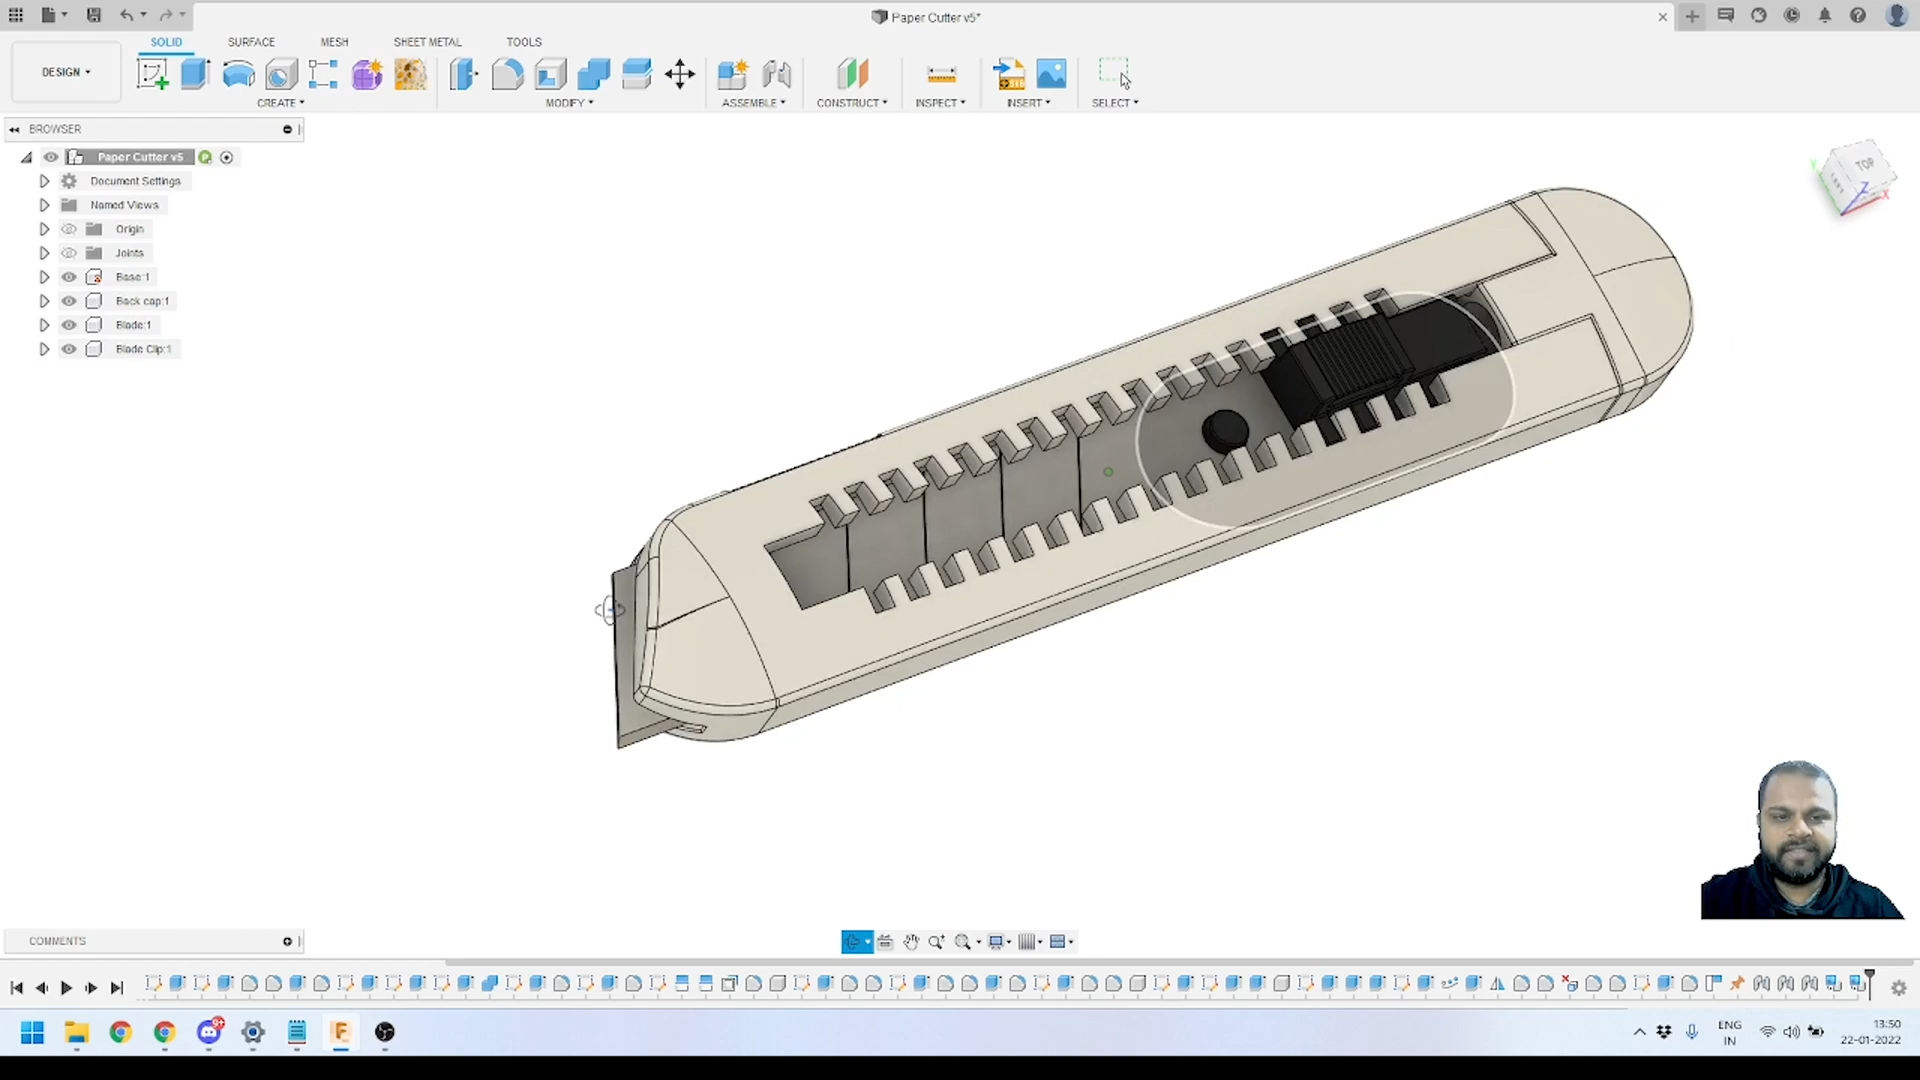 Paper Cutter v5*
SOLID
SURFACE
MESH
SHEET METAL
TOOLS
DESIGN
CREATE
MODIFY
ASSEMBLE
CONSTRUCT
INSPECT
INSERT
SELECT
BROWSER
Paper Cutter v5
Document Settings
Named Views
Origin
Joints
Base:1
Back cap:1
Blade:1
Blade Clip:1
TOP
LEFT
Z
X
Y
COMMENTS
9+
ENG
IN
13:50
22-01-2022